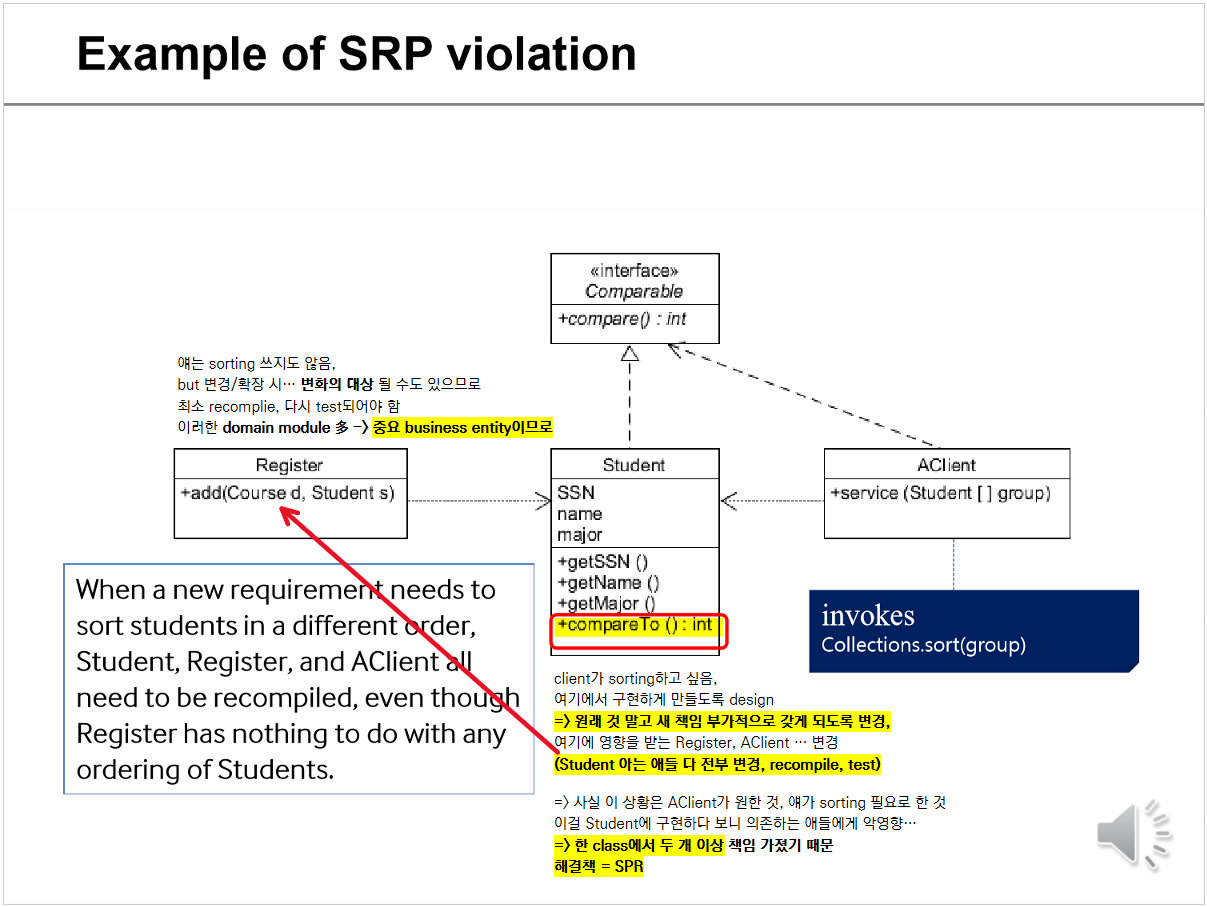 Example of SRP violation
«interface»
Comparable
+compare() : int
얘는 sorting 쓰지도 않음,
but 변경/확장 시… 변화의 대상 될 수도 있으므로
최소 recomplie, 다시 test되어야 함
이러한 domain module 多 -> 중요 business entity이므로
Register
+add(Course d, Student s)
Student
SSN
name
major
+getSSN ()
+getName ()
+getMajor ()
+compareTo () : int
AClient
+service (Student [ ] group)
When a new requirement needs to
sort students in a different order,
Student, Register, and AClient all
need to be recompiled, even though
Register has nothing to do with any
ordering of Students.
invokes
Collections.sort(group)
client가 sorting하고 싶음,
여기에서 구현하게 만들도록 design
=> 원래 것 말고 새 책임 부가적으로 갖게 되도록 변경,
여기에 영향을 받는 Register, AClient … 변경
(Student 아는 애들 다 전부 변경, recompile, test)
=> 사실 이 상황은 AClient가 원한 것, 얘가 sorting 필요로 한 것
이걸 Student에 구현하다 보니 의존하는 애들에게 악영향…
=> 한 class에서 두 개 이상 책임 가졌기 때문
해결책 = SPR